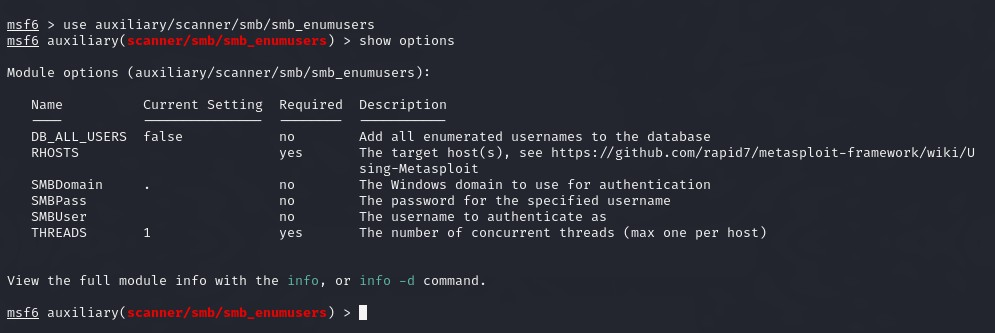 msf6 > use auxiliary/scanner/smb/smb_enumusers
msf6 auxiliary(scanner/smb/smb_enumusers) > show options

Module options (auxiliary/scanner/smb/smb_enumusers):

   Name          Current Setting  Required  Description
   ----          ---------------  --------  -----------
   DB_ALL_USERS  false            no        Add all enumerated usernames to the database
   RHOSTS                         yes       The target host(s), see https://github.com/rapid7/metasploit-framework/wiki/U
                                            sing-Metasploit
   SMBDomain     .                no        The Windows domain to use for authentication
   SMBPass                        no        The password for the specified username
   SMBUser                        no        The username to authenticate as
   THREADS       1                yes       The number of concurrent threads (max one per host)

View the full module info with the info, or info -d command.

msf6 auxiliary(scanner/smb/smb_enumusers) >